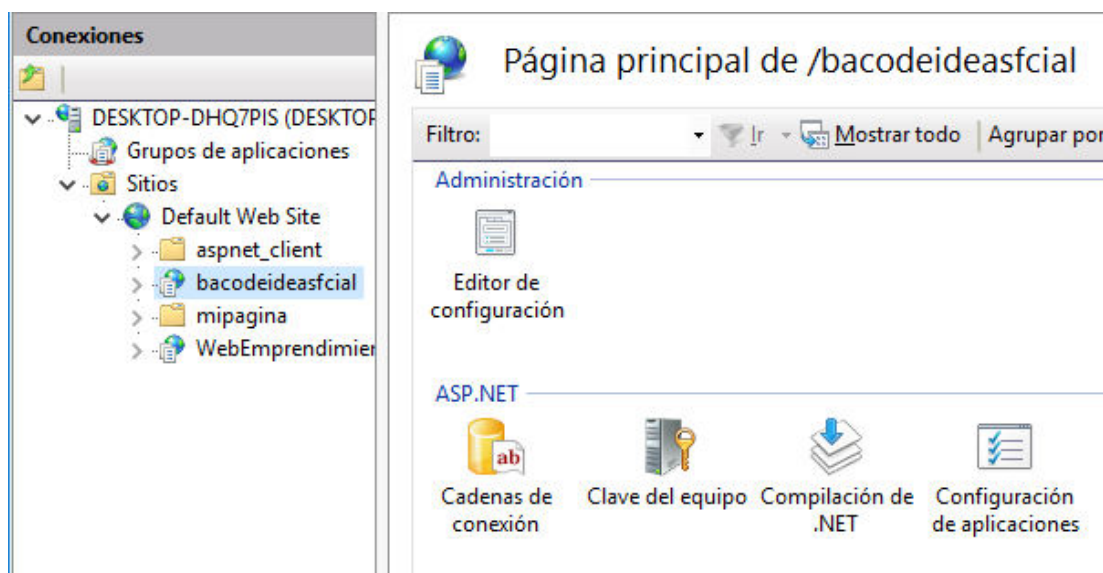 Conexiones
DESKTOP-DHQ7PIS (DESKTOP
Grupos de aplicaciones
Sitios
Default Web Site
aspnet_client
bacodeideasfcial
mipagina
WebEmprendimier
Página principal de /bacodeideasfcial
Filtro: Ir Mostrar todo Agrupar por
Administración
Editor de
configuración
ASP.NET
ab
Cadenas de
conexión
Clave del equipo
Compilación de
.NET
Configuración
de aplicaciones